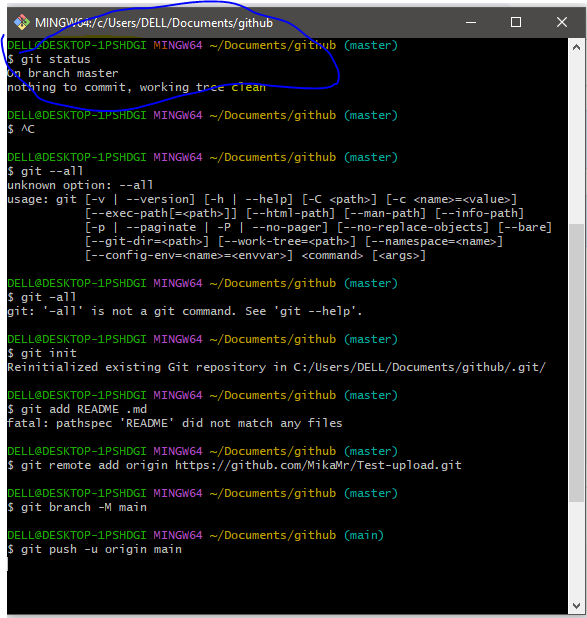 MINGW64:/c/Users/DELL/Documents/github
DELL@DESKTOP-1PSHDGI MINGW64 ~/Documents/github (master)
$ git status
On branch master
nothing to commit, working tree clean
DELL@DESKTOP-1PSHDGI MINGW64 ~/Documents/github (master)
$ ^C
DELL@DESKTOP-1PSHDGI MINGW64 ~/Documents/github (master)
$ git --all
unknown option: --all
usage: git [-v | --version] [-h | --help] [-C <path>] [-c <name>=<value>]
[--exec-path[=<path>]] [--html-path] [--man-path] [--info-path]
[-p | --paginate | -P | --no-pager] [--no-replace-objects] [--bare]
[--git-dir=<path>] [--work-tree=<path>] [--namespace=<name>]
[--config-env=<name>=<envvar>] <command> [<args>]
DELL@DESKTOP-1PSHDGI MINGW64 ~/Documents/github (master)
$ git -all
git: '-all' is not a git command. See 'git --help'.
DELL@DESKTOP-1PSHDGI MINGW64 ~/Documents/github (master)
$ git init
Reinitialized existing Git repository in C:/Users/DELL/Documents/github/.git/
DELL@DESKTOP-1PSHDGI MINGW64 ~/Documents/github (master)
$ git add README .md
fatal: pathspec 'README' did not match any files
DELL@DESKTOP-1PSHDGI MINGW64 ~/Documents/github (master)
$ git remote add origin https://github.com/MikaMr/Test-upload.git
DELL@DESKTOP-1PSHDGI MINGW64 ~/Documents/github (master)
$ git branch -M main
DELL@DESKTOP-1PSHDGI MINGW64 ~/Documents/github (main)
$ git push -u origin main